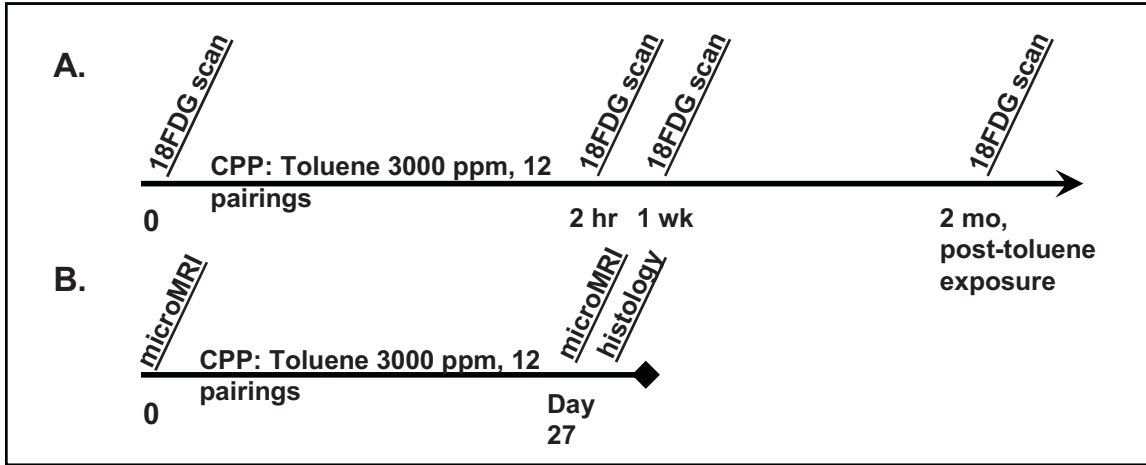 A.
18FDG scan
18FDG scan
18FDG scan
18FDG scan
CPP: Toluene 3000 ppm, 12
pairings
0
2 hr
1 wk
2 mo,
post-toluene
exposure
B.
microMRI
microMRI
histology
CPP: Toluene 3000 ppm, 12
pairings
0
Day
27